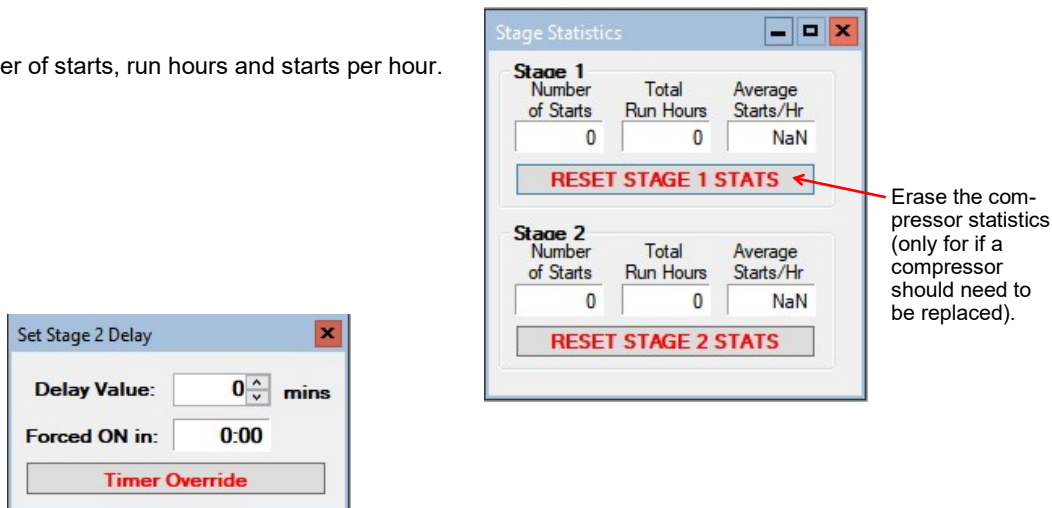 er of starts, run hours and starts per hour.
Stage Statistics
Stage 1
Number of Starts
Total Run Hours
Average Starts/Hr
0
0
NaN
RESET STAGE 1 STATS
Erase the com-
pressor statistics
(only for if a
compressor
should need to
be replaced).
Stage 2
Number of Starts
Total Run Hours
Average Starts/Hr
0
0
NaN
RESET STAGE 2 STATS
Set Stage 2 Delay
Delay Value: 0 mins
Forced ON in: 0:00
Timer Override